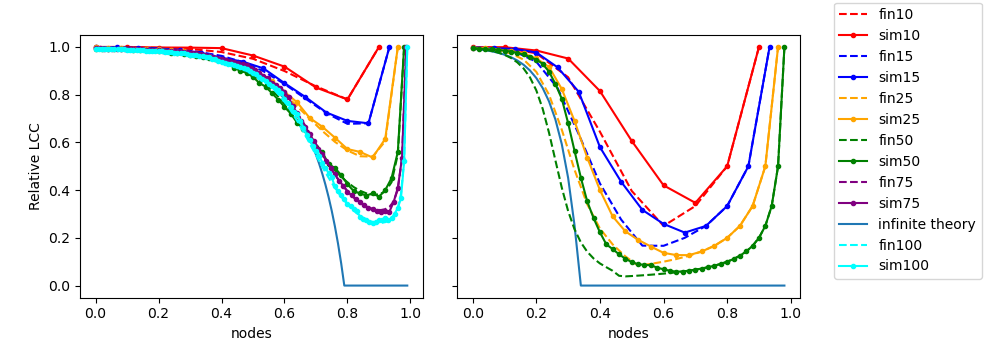 Relative LCC
1.0
0.8
0.6
0.4
0.2
0.0
0.0 0.2 0.4 0.6 0.8 1.0
nodes
0.0 0.2 0.4 0.6 0.8 1.0
nodes
fin10
sim10
fin15
sim15
fin25
sim25
fin50
sim50
fin75
sim75
infinite theory
fin100
sim100